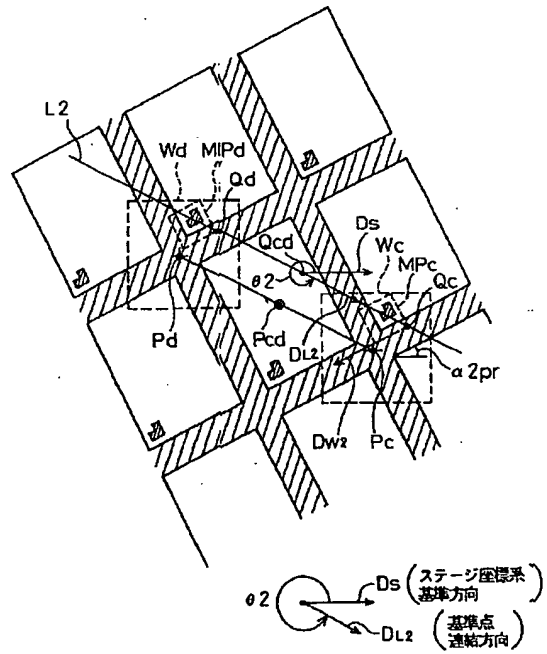 L2
Wd
MPd
Qd
Qcd
Ds
Wc
MPc
Qc
θ2
Pd
Pcd
DL2
α2pr
Dw2
Pc
θ2
Ds(ステージ座標系
基準方向)
DL2(基準点
連結方向)